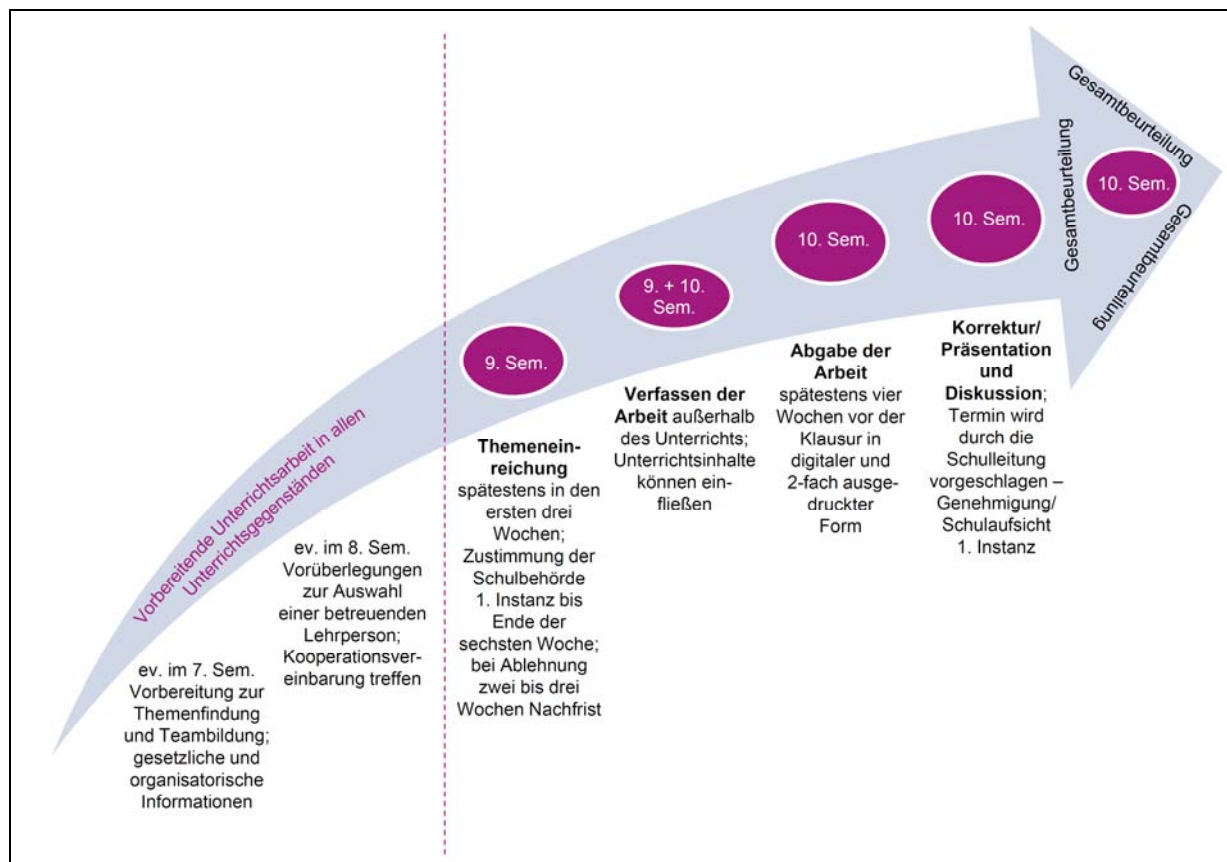 Vorbereitende Unterrichtsarbeit in allen
Unterrichtsgegenständen
ev. im 7. Sem.
Vorbereitung zur
Themenfindung
und Teambildung;
gesetzliche und
organisatorische
Informationen
ev. im 8. Sem.
Vorüberlegungen
zur Auswahl
einer betreuenden
Lehrperson;
Kooperationsver-
einbarung treffen
9. Sem.
Themenein-
reichung
spätestens in den
ersten drei
Wochen;
Zustimmung der
Schulbehörde
1. Instanz bis
Ende der
sechsten Woche;
bei Ablehnung
zwei bis drei
Wochen Nachfrist
9. + 10.
Sem.
Verfassen der
Arbeit außerhalb
des Unterrichts;
Unterrichtsinhalte
können ein-
fließen
10. Sem.
Abgabe der
Arbeit
spätestens vier
Wochen vor der
Klausur in
digitaler und
2-fach ausge-
druckter
Form
10. Sem.
Korrektur/
Präsentation
und
Diskussion;
Termin wird
durch die
Schulleitung
vorgeschlagen –
Genehmigung/
Schulaufsicht
1. Instanz
Gesamtbeurteilung
Gesamtbeurteilung
10. Sem.
Gesamtbeurteilung